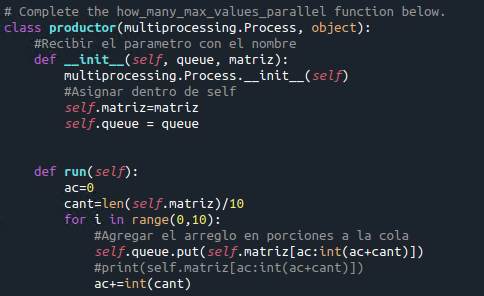 # Complete the how_many_max_values_parallel function below.
class productor(multiprocessing.Process, object):
    #Recibir el parametro con el nombre
    def __init__(self, queue, matriz):
        multiprocessing.Process.__init__(self)
        #Asignar dentro de self
        self.matriz=matriz
        self.queue = queue
    def run(self):
        ac=0
        cant=len(self.matriz)/10
        for i in range(0,10):
            #Agregar el arreglo en porciones a la cola
            self.queue.put(self.matriz[ac:int(ac+cant)])
            #print(self.matriz[ac:int(ac+cant)])
            ac+=int(cant)